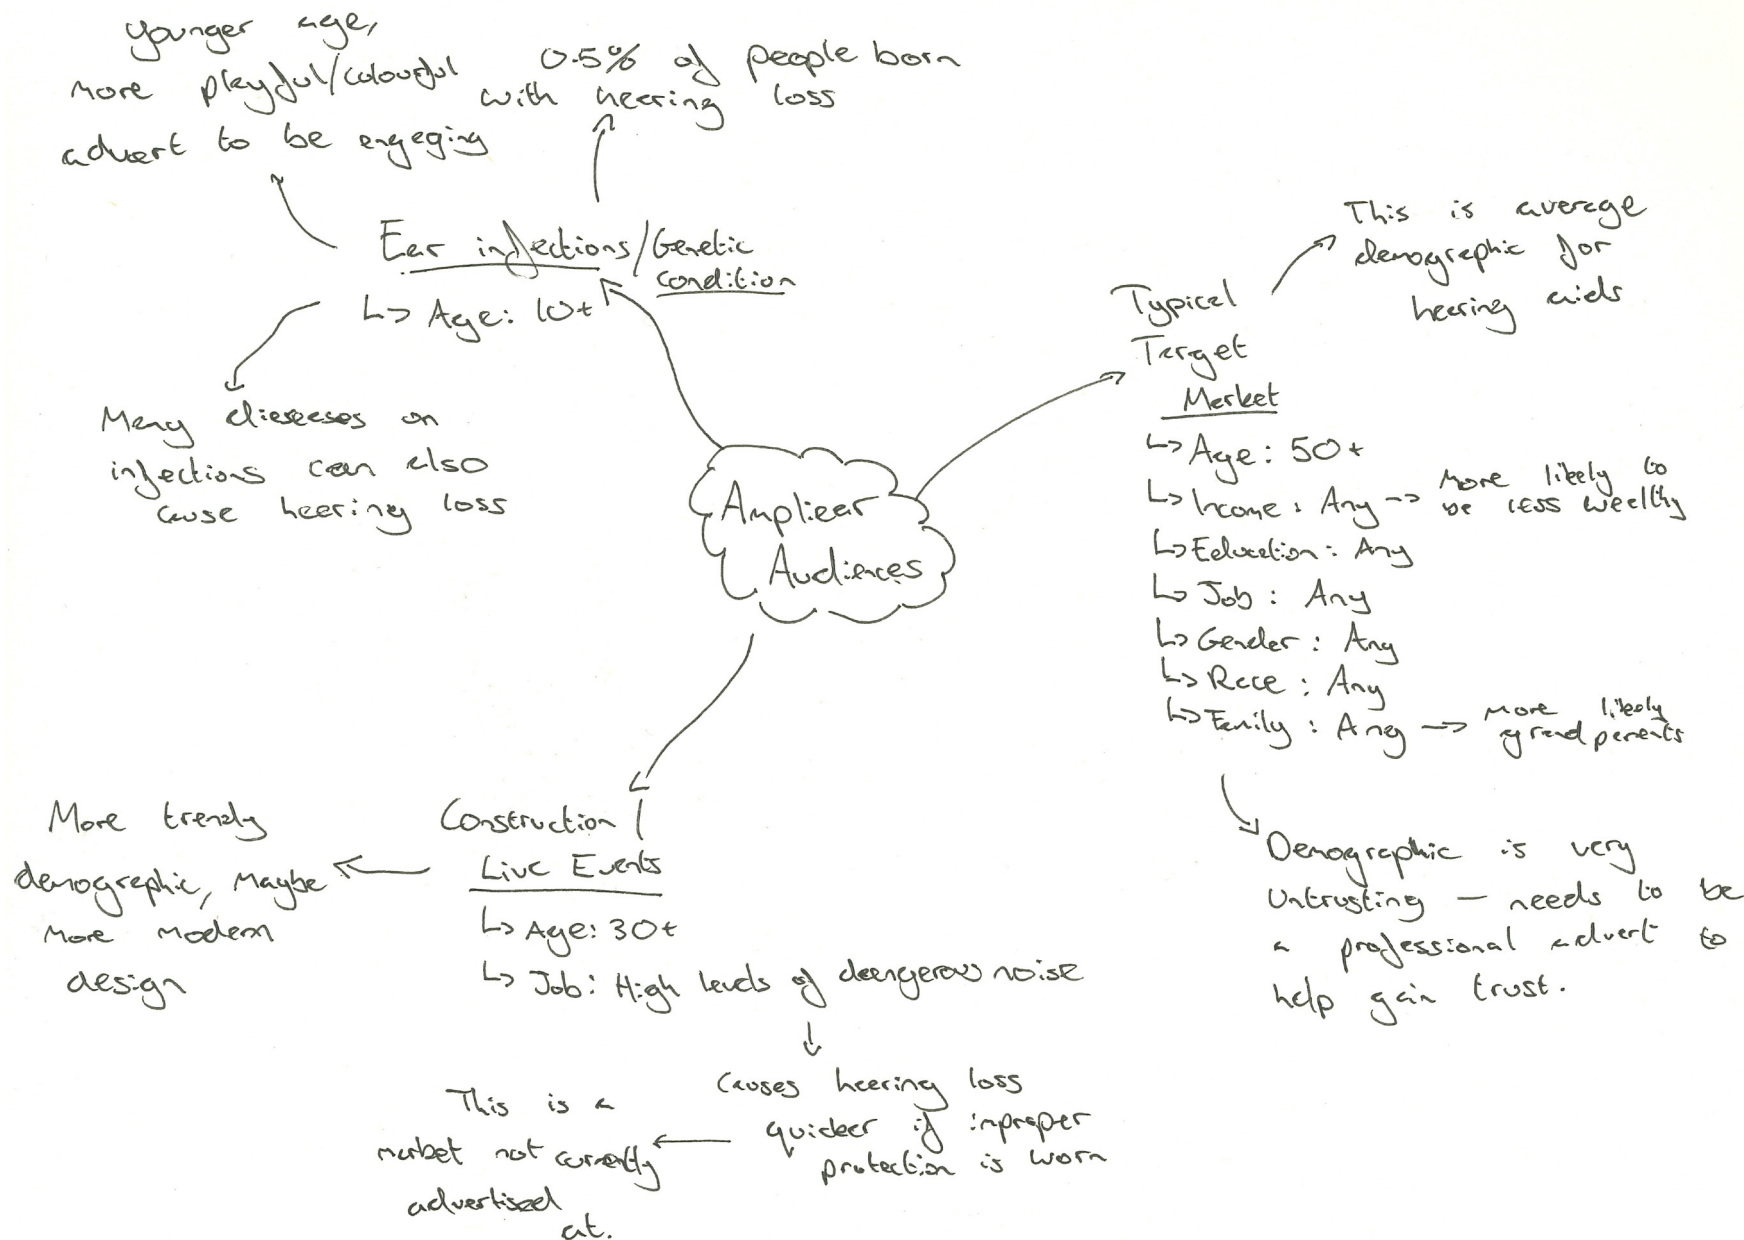 Younger age,
more playful/colourful
advert to be engaging
0.5% of people born
with hearing loss
Ear infections/Genetic
condition
↳ Age: 10+
Many diseases on
infections can also
cause hearing loss
This is average
demographic for
hearing aids
Typical
Target
Market
↳ Age: 50+
↳ Income: Any → More likely to
be less wealthy
↳ Education: Any
↳ Job: Any
↳ Gender: Any
↳ Race: Any
↳ Family: Any → more likely
grandparents
Demographic is very
untrusting – needs to be
a professional advert to
help gain trust.
Ampliear
Audiences
Construction /
Live Events
↳ Age: 30+
↳ Job: High levels of dangerous noise
More trendy
demographic, maybe
more modern
design
Causes hearing loss
quicker if improper
protection is worn
This is a
market not currently
advertised
at.